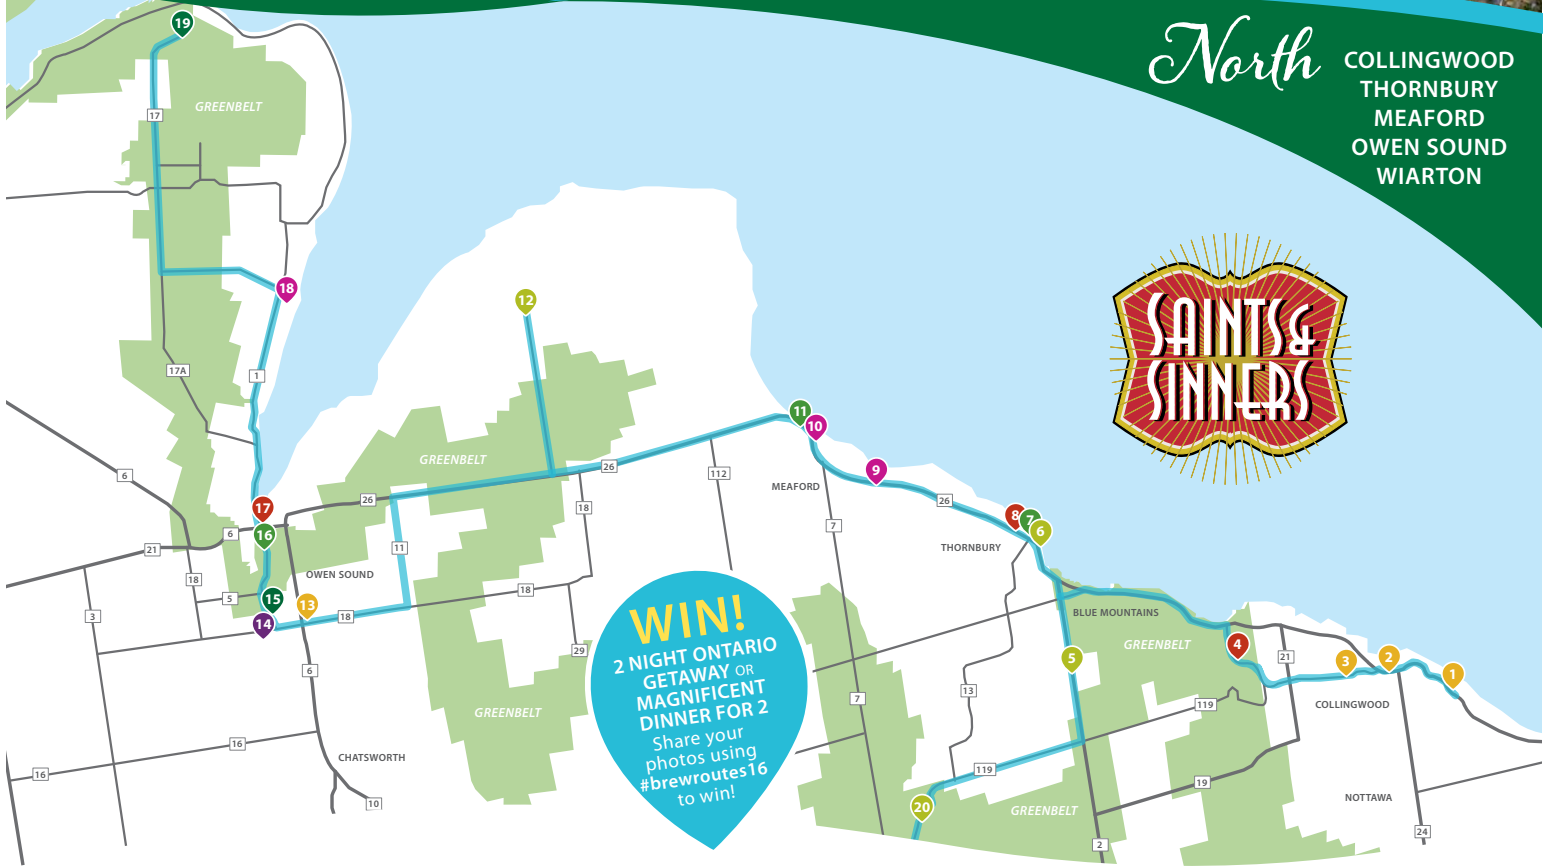 North
COLLINGWOOD
THORNBURY
MEAFORD
OWEN SOUND
WIARTON
SAINTS &
SINNERS
19
GREENBELT
17
18
17A
1
12
6
GREENBELT
26
26
112
11
10
MEAFORD
9
26
8
7
6
THORNBURY
7
17
16
6
21
26
18
11
OWEN SOUND
18
5
15
13
14
18
18
3
6
29
GREENBELT
16
16
CHATSWORTH
10
WIN!
2 NIGHT ONTARIO
GETAWAY OR
MAGNIFICENT
DINNER FOR 2
Share your
photos using
#brewroutes16
to win!
BLUE MOUNTAINS
GREENBELT
5
4
21
3
2
1
13
7
119
COLLINGWOOD
119
19
20
GREENBELT
NOTTAWA
2
24